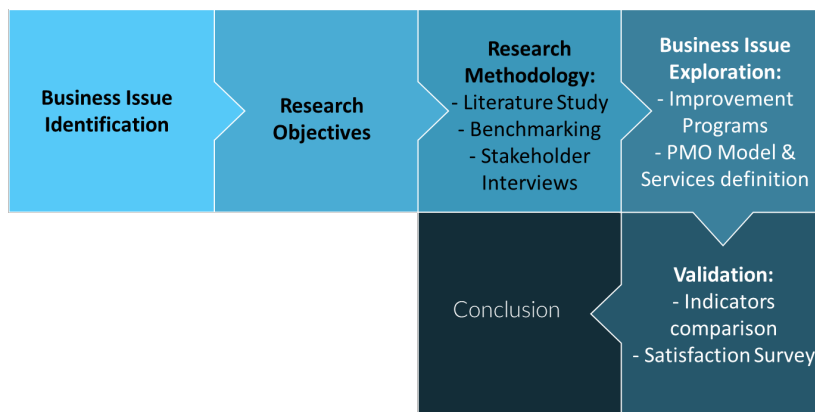 Business Issue
Identification
Research
Objectives
Research
Methodology:
- Literature Study
- Benchmarking
- Stakeholder
Interviews
Business Issue
Exploration:
- Improvement
Programs
- PMO Model &
Services definition
Validation:
- Indicators
comparison
- Satisfaction Survey
Conclusion